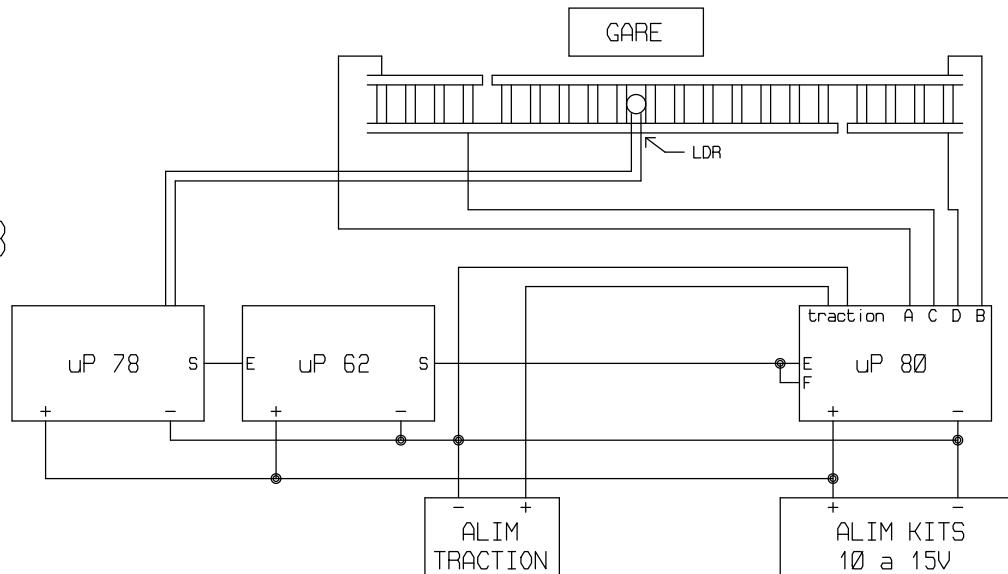 GARE
LDR
traction A C D B
uP 78 S
E uP 62 S
E uP 80
F
+ -
+ -
+ -
- +
ALIM
TRACTION
+ -
ALIM KITS
10 a 15V